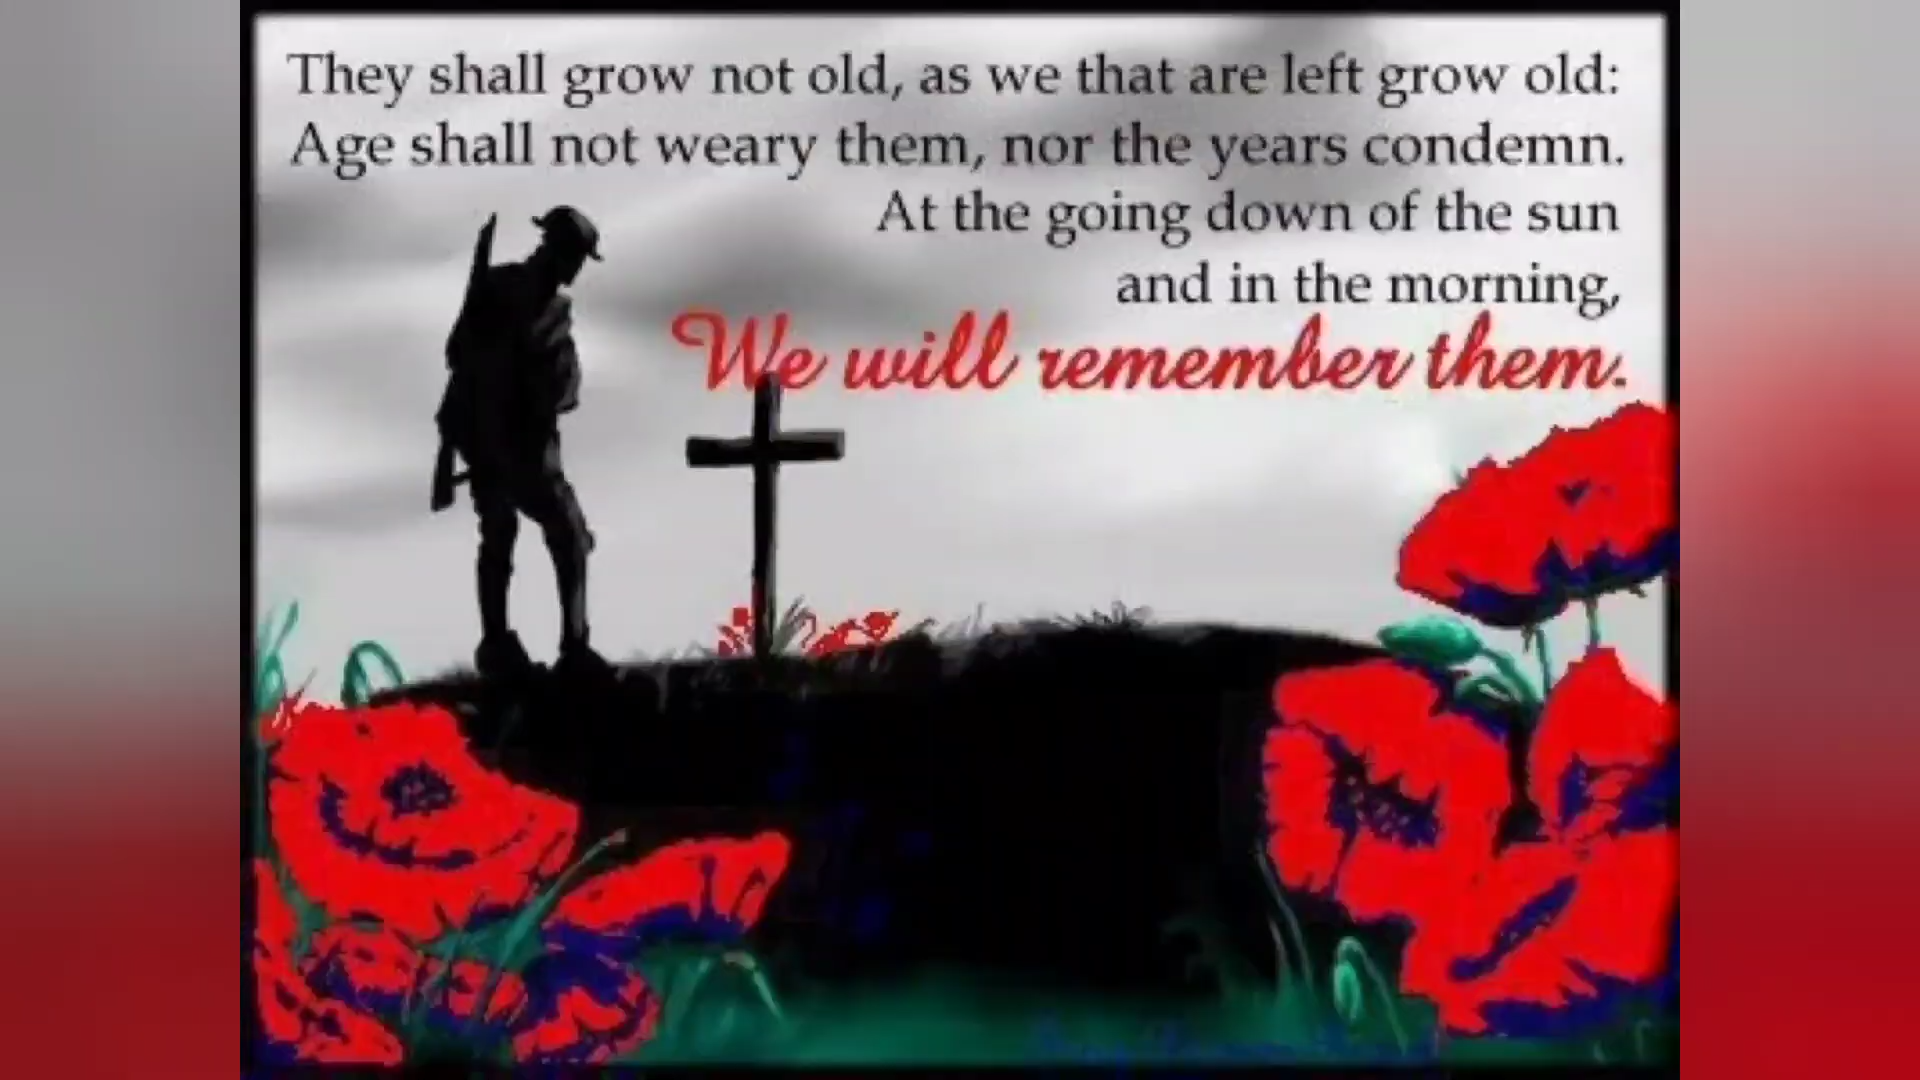 They shall grow not old, as we that are left grow old:
Age shall not weary them, nor the years condemn.
At the going down of the sun
and in the morning,
We will remember them.